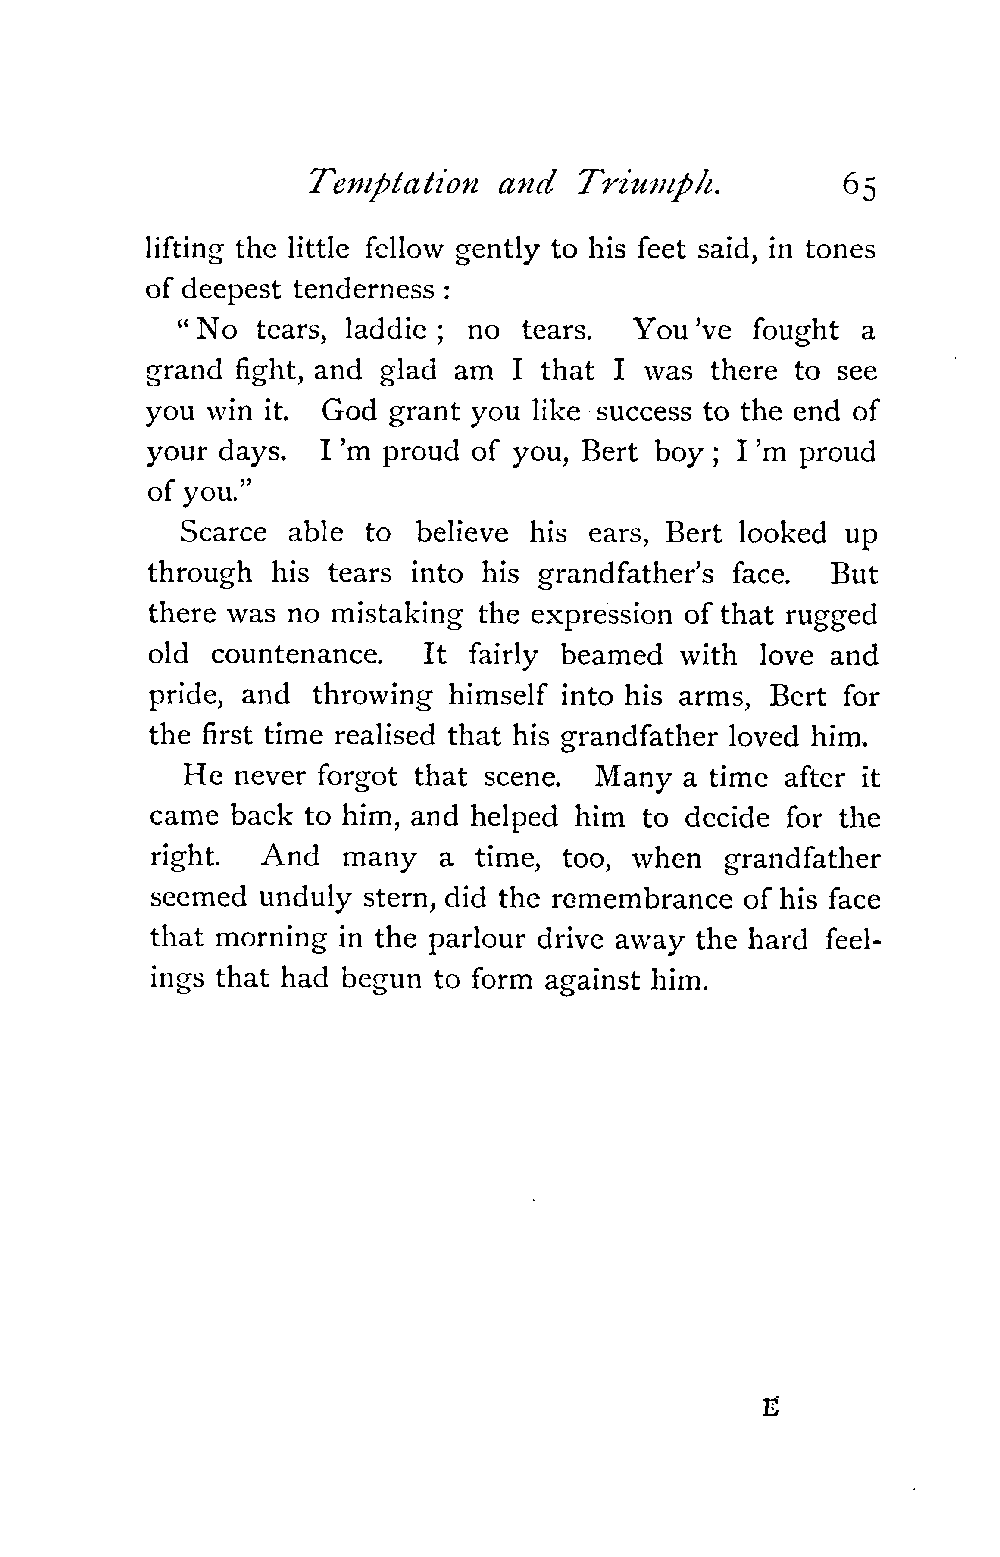 Temptation and Triumph. 65
lifting the little fellow gently to his feet said, in tones
of deepest tenderness :
“ No tears, laddie ; no tears. You 've fought a
grand fight, and glad am I that I was there to see
you win it. God grant you like success to the end of
your days. I 'm proud of you, Bert boy ; I 'm proud
of you.”
Scarce able to believe his ears, Bert looked up
through his tears into his grandfather's face. But
there was no mistaking the expression of that rugged
old countenance. It fairly beamed with love and
pride, and throwing himself into his arms, Bert for
the first time realised that his grandfather loved him.
He never forgot that scene. Many a time after it
came back to him, and helped him to decide for the
right. And many a time, too, when grandfather
seemed unduly stern, did the remembrance of his face
that morning in the parlour drive away the hard feel-
ings that had begun to form against him.
E